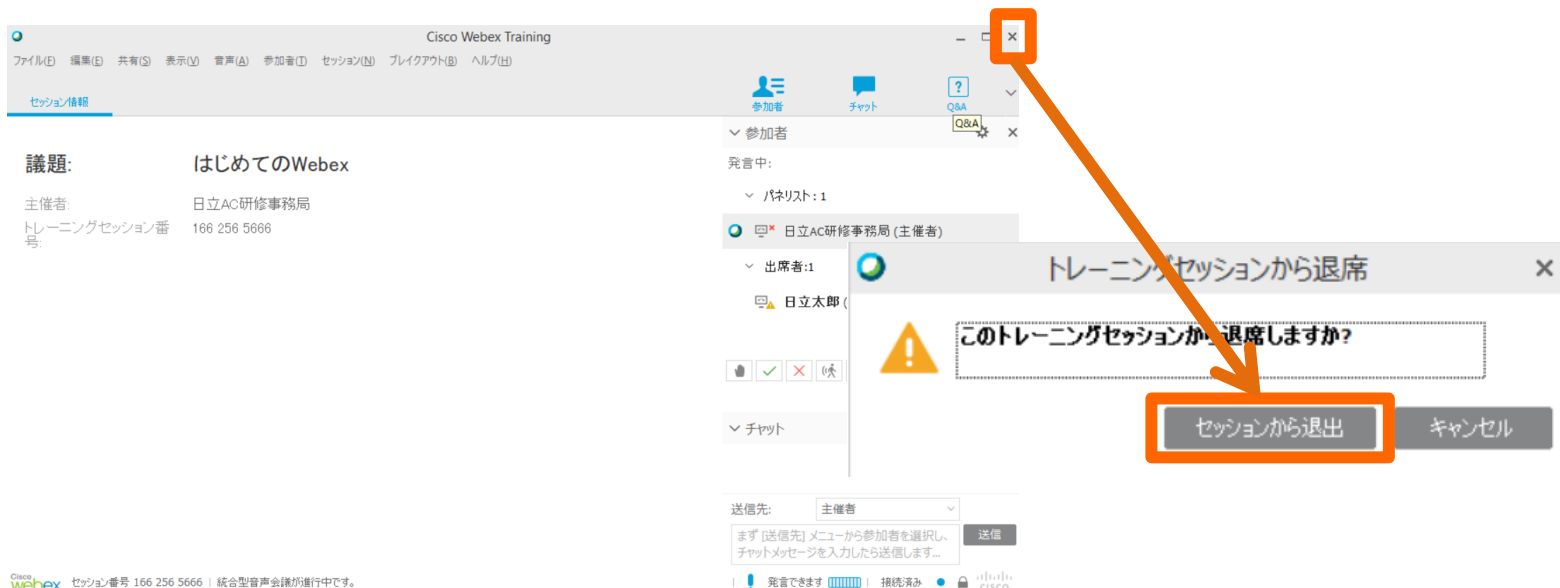 Cisco Webex Training
ファイル(F) 編集(E) 共有(S) 表示(V) 音声(A) 参加者(T) セッション(N) ブレイクアウト(B) ヘルプ(H)
セッション情報
参加者 チャット Q&A
Q&A
参加者
議題: はじめてのWebex
発言中:
パネリスト: 1
主催者: 日立AC研修事務局
トレーニングセッション番号: 166 256 5666
日立AC研修事務局 (主催者)
出席者:1
日立太郎 (
トレーニングセッションから退席
このトレーニングセッションから退席しますか?
セッションから退出 キャンセル
チャット
送信先: 主催者
まず [送信先] メニューから参加者を選択し、
チャットメッセージを入力したら送信します...
送信
Cisco
webex セッション番号 166 256 5666 | 統合型音声会議が進行中です。
発言できます | 接続済み
CISCO